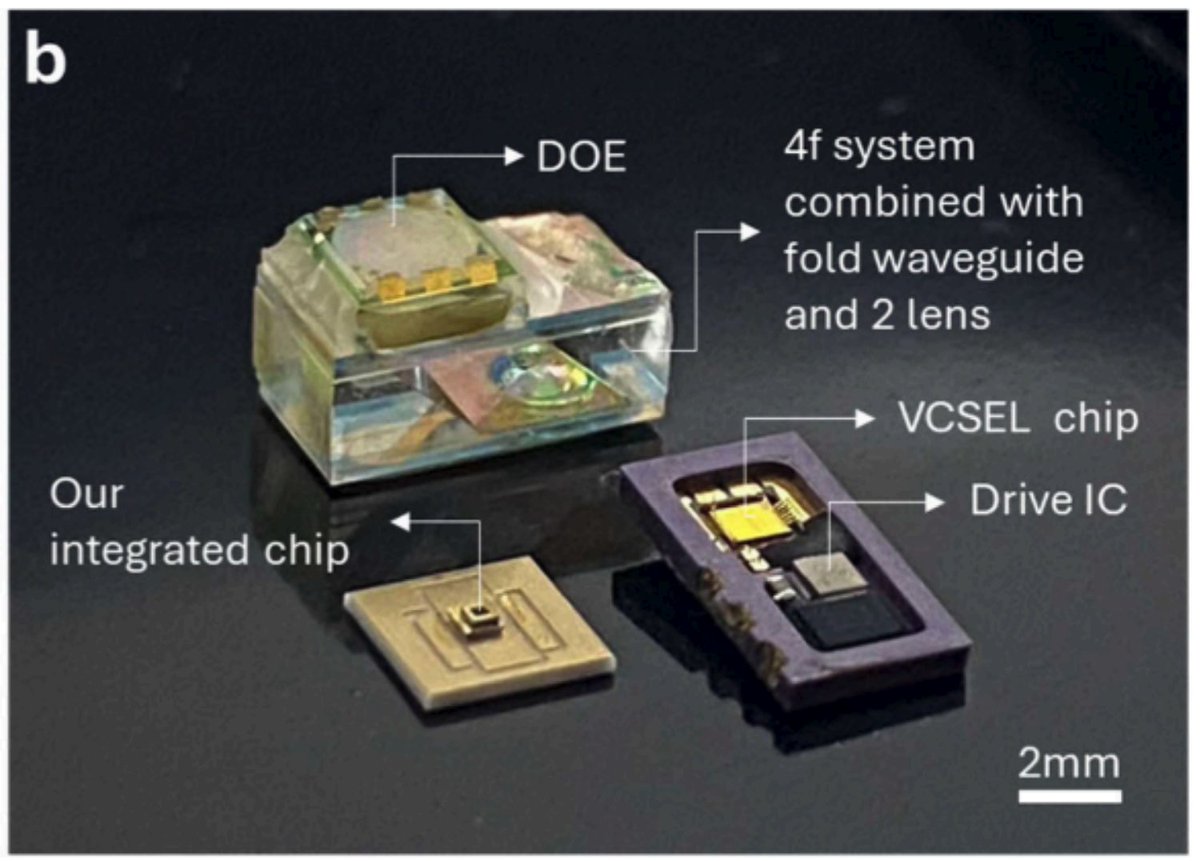 b
DOE
4f system
combined with
fold waveguide
and 2 lens
VCSEL chip
Drive IC
Our
integrated chip
2mm